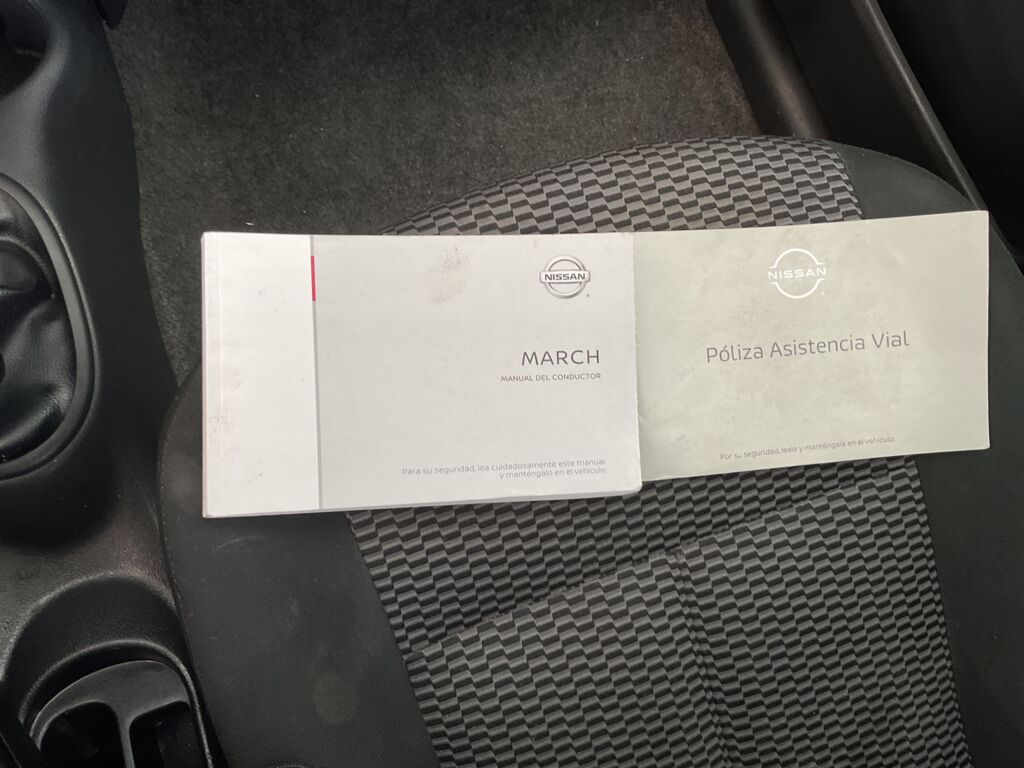 NISSAN
MARCH
MANUAL DEL CONDUCTOR
Para su seguridad, lea cuidadosamente este manual
y manténgalo en el vehículo
NISSAN
Póliza Asistencia Vial
Por su seguridad, leala y manténgala en el vehículo.